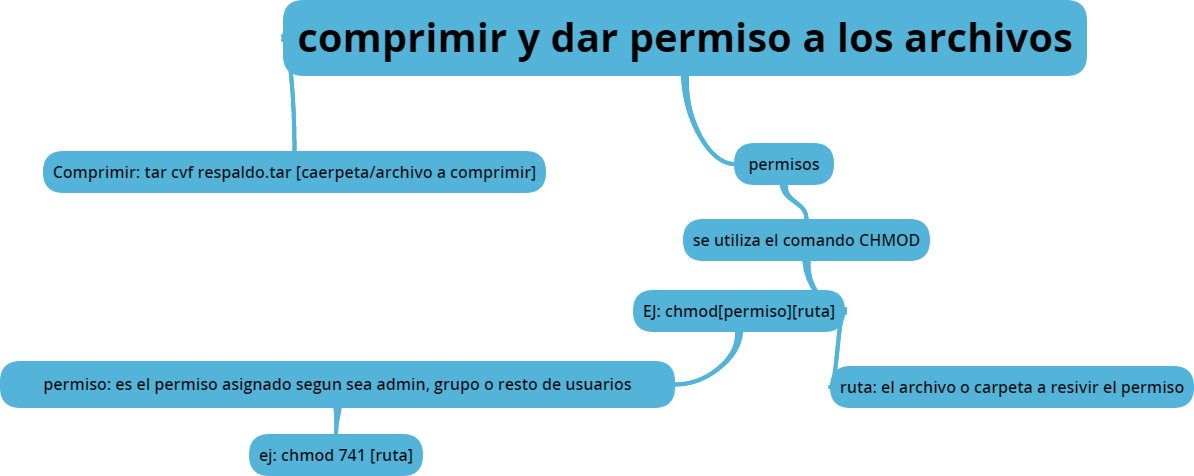 comprimir y dar permiso a los archivos
Comprimir: tar cvf respaldo.tar [caerpeta/archivo a comprimir]
permisos
se utiliza el comando CHMOD
EJ: chmod[permiso][ruta]
permiso: es el permiso asignado segun sea admin, grupo o resto de usuarios
ruta: el archivo o carpeta a resivir el permiso
ej: chmod 741 [ruta]